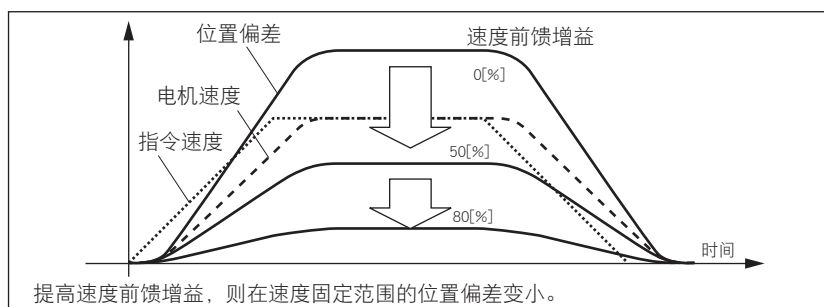 位置偏差
速度前馈增益
0[%]
电机速度
指令速度
50[%]
80[%]
时间
提高速度前馈增益，则在速度固定范围的位置偏差变小。